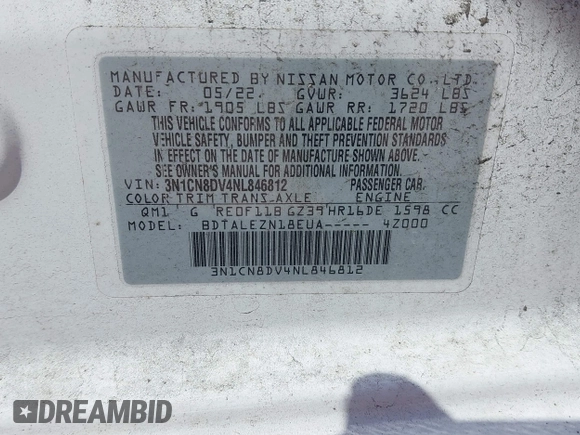 MANUFACTURED BY NISSAN MOTOR CO., LTD.
DATE: 05/22 GVWR: 3624 LBS
GAWR FR: 1905 LBS GAWR RR: 1720 LBS
THIS VEHICLE CONFORMS TO ALL APPLICABLE FEDERAL MOTOR
VEHICLE SAFETY, BUMPER AND THEFT PREVENTION STANDARDS
IN EFFECT ON THE DATE OF MANUFACTURE SHOWN ABOVE.
SEE OWNER'S MANUAL FOR ADDITIONAL INFORMATION.
VIN: 3N1CN8DV4NL846812 PASSENGER CAR.
COLOR TRIM TRANS. AXLE ENGINE
QM1 G RE0F11B GZ39 HR16DE 1598 CC
MODEL: BDTALEZN18EUA----- 4Z000
3N1CN8DV4NL846812
DREAMBID